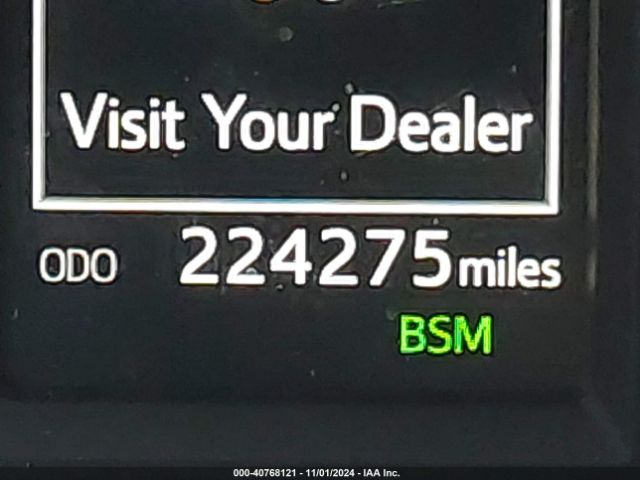 Visit Your Dealer
ODO 224275 miles
BSM
000-40768121 - 11/01/2024 - IAA Inc.